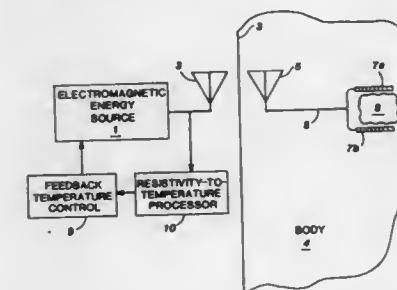 3
2
5
7a
ELECTROMAGNETIC
ENERGY
SOURCE
1
8
7b
FEEDBACK
TEMPERATURE
CONTROL
9
RESISTIVITY-TO-
TEMPERATURE
PROCESSOR
10
BODY
4